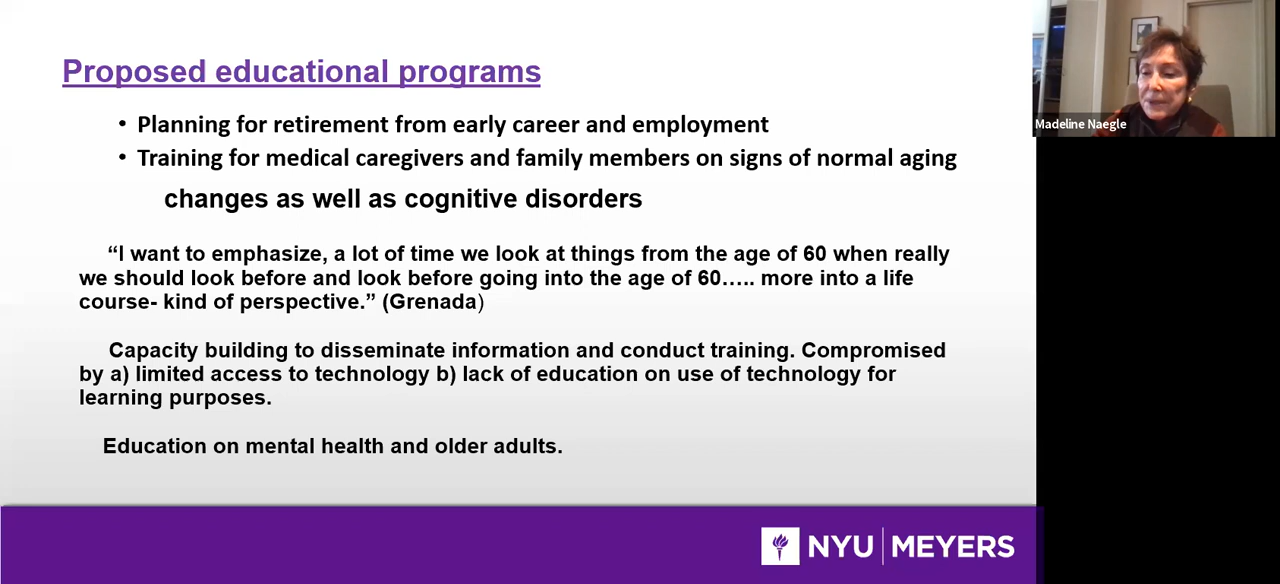 Proposed educational programs
• Planning for retirement from early career and employment
• Training for medical caregivers and family members on signs of normal aging
changes as well as cognitive disorders
“I want to emphasize, a lot of time we look at things from the age of 60 when really
we should look before and look before going into the age of 60….. more into a life
course- kind of perspective.” (Grenada)
Capacity building to disseminate information and conduct training. Compromised
by a) limited access to technology b) lack of education on use of technology for
learning purposes.
Education on mental health and older adults.
NYU MEYERS
Madeline Naegle